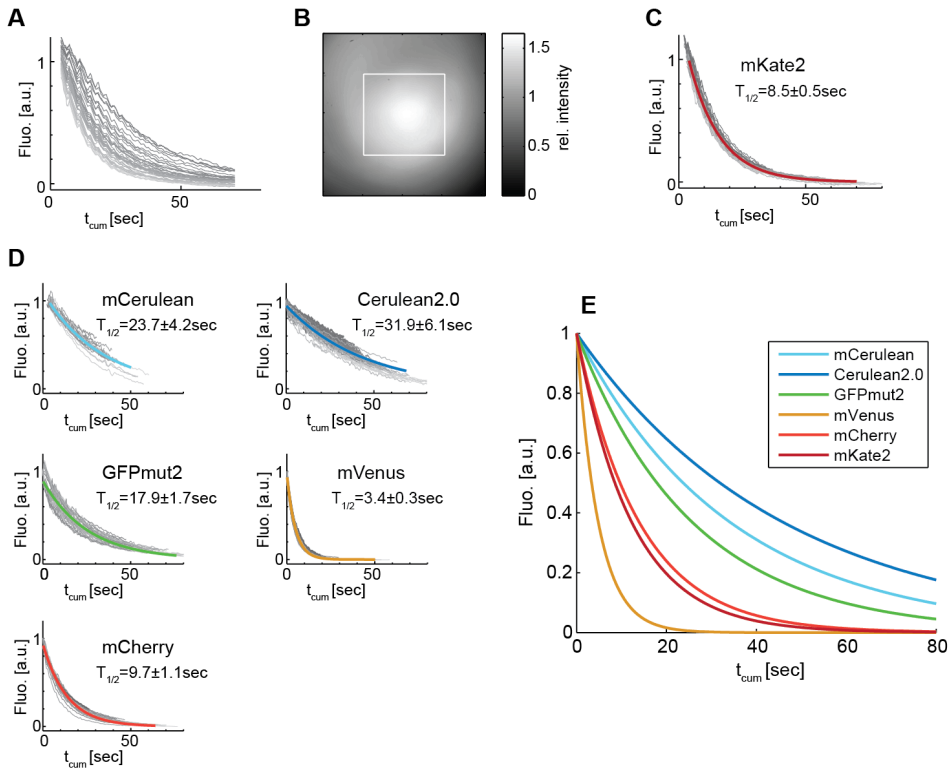 A
Fluo. [a.u.]
1
0
0
50
t_cum [sec]
B
1.5
1
0.5
0
rel. intensity
C
mKate2
T_1/2=8.5±0.5sec
Fluo. [a.u.]
1
0
0
50
t_cum [sec]
D
mCerulean
T_1/2=23.7±4.2sec
Fluo. [a.u.]
1
0
0
50
t_cum [sec]
Cerulean2.0
T_1/2=31.9±6.1sec
Fluo. [a.u.]
1
0
0
50
t_cum [sec]
GFPmut2
T_1/2=17.9±1.7sec
Fluo. [a.u.]
1
0
0
50
t_cum [sec]
mVenus
T_1/2=3.4±0.3sec
Fluo. [a.u.]
1
0
0
50
t_cum [sec]
mCherry
T_1/2=9.7±1.1sec
Fluo. [a.u.]
1
0
0
50
t_cum [sec]
E
1
0.8
0.6
0.4
0.2
0
Fluo. [a.u.]
mCerulean
Cerulean2.0
GFPmut2
mVenus
mCherry
mKate2
0
20
40
60
80
t_cum [sec]